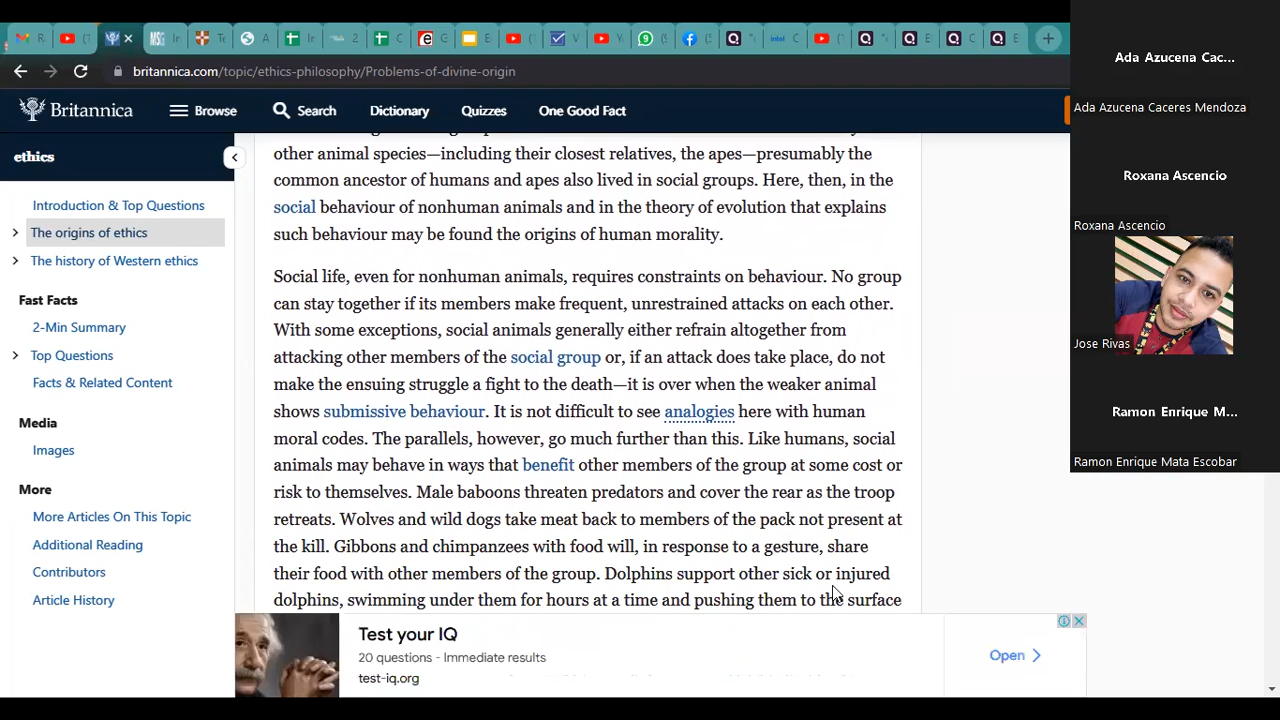 britannica.com/topic/ethics-philosophy/Problems-of-divine-origin
Britannica
Browse
Search
Dictionary
Quizzes
One Good Fact
ethics
Introduction & Top Questions
The origins of ethics
The history of Western ethics
Fast Facts
2-Min Summary
Top Questions
Facts & Related Content
Media
Images
More
More Articles On This Topic
Additional Reading
Contributors
Article History
other animal species—including their closest relatives, the apes—presumably the
common ancestor of humans and apes also lived in social groups. Here, then, in the
social behaviour of nonhuman animals and in the theory of evolution that explains
such behaviour may be found the origins of human morality.
Social life, even for nonhuman animals, requires constraints on behaviour. No group
can stay together if its members make frequent, unrestrained attacks on each other.
With some exceptions, social animals generally either refrain altogether from
attacking other members of the social group or, if an attack does take place, do not
make the ensuing struggle a fight to the death—it is over when the weaker animal
shows submissive behaviour. It is not difficult to see analogies here with human
moral codes. The parallels, however, go much further than this. Like humans, social
animals may behave in ways that benefit other members of the group at some cost or
risk to themselves. Male baboons threaten predators and cover the rear as the troop
retreats. Wolves and wild dogs take meat back to members of the pack not present at
the kill. Gibbons and chimpanzees with food will, in response to a gesture, share
their food with other members of the group. Dolphins support other sick or injured
dolphins, swimming under them for hours at a time and pushing them to the surface
Test your IQ
20 questions - Immediate results
test-iq.org
Open
Ada Azucena Cac...
Ada Azucena Caceres Mendoza
Roxana Ascencio
Roxana Ascencio
Jose Rivas
Ramon Enrique M...
Ramon Enrique Mata Escobar